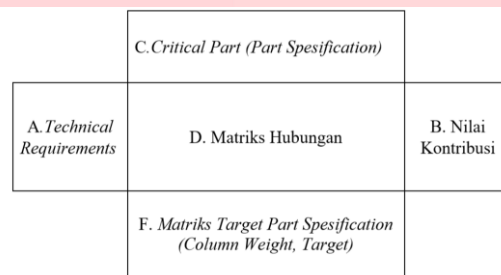 C.Critical Part (Part Spesification)
A.Technical
Requirements
D. Matriks Hubungan
B. Nilai
Kontribusi
F. Matriks Target Part Spesification
(Column Weight, Target)